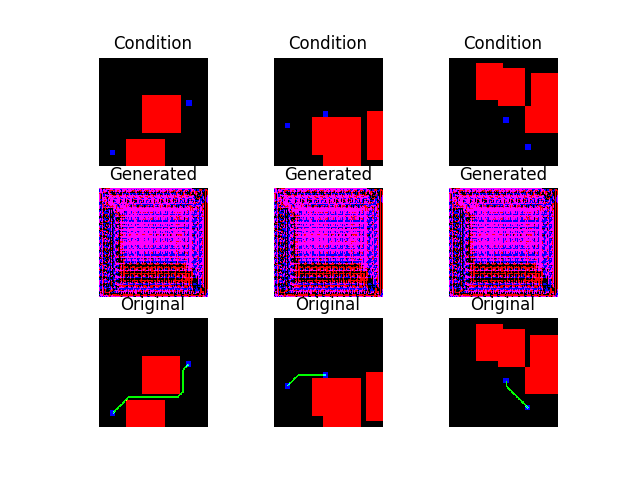 Condition Condition Condition
Generated Generated Generated
Original Original Original